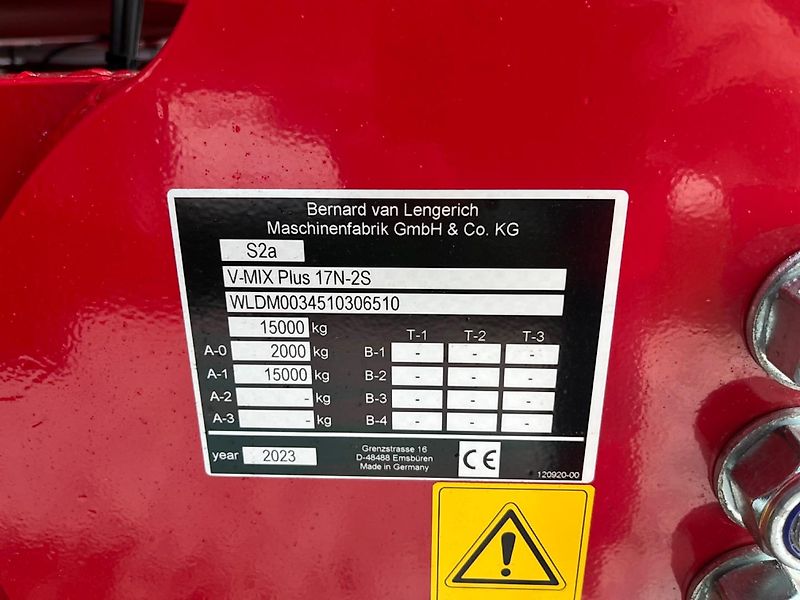 Bernard van Lengerich
Maschinenfabrik GmbH & Co. KG
S2a
V-MIX Plus 17N-2S
WLDM0034510306510
15000 kg
T-1 T-2 T-3
A-0 2000 kg B-1 - - -
A-1 15000 kg B-2 - - -
A-2 - kg B-3 - - -
A-3 - kg B-4 - - -
year 2023
Grenzstrasse 16
D-48488 Emsbüren
Made in Germany
CE
120920-00